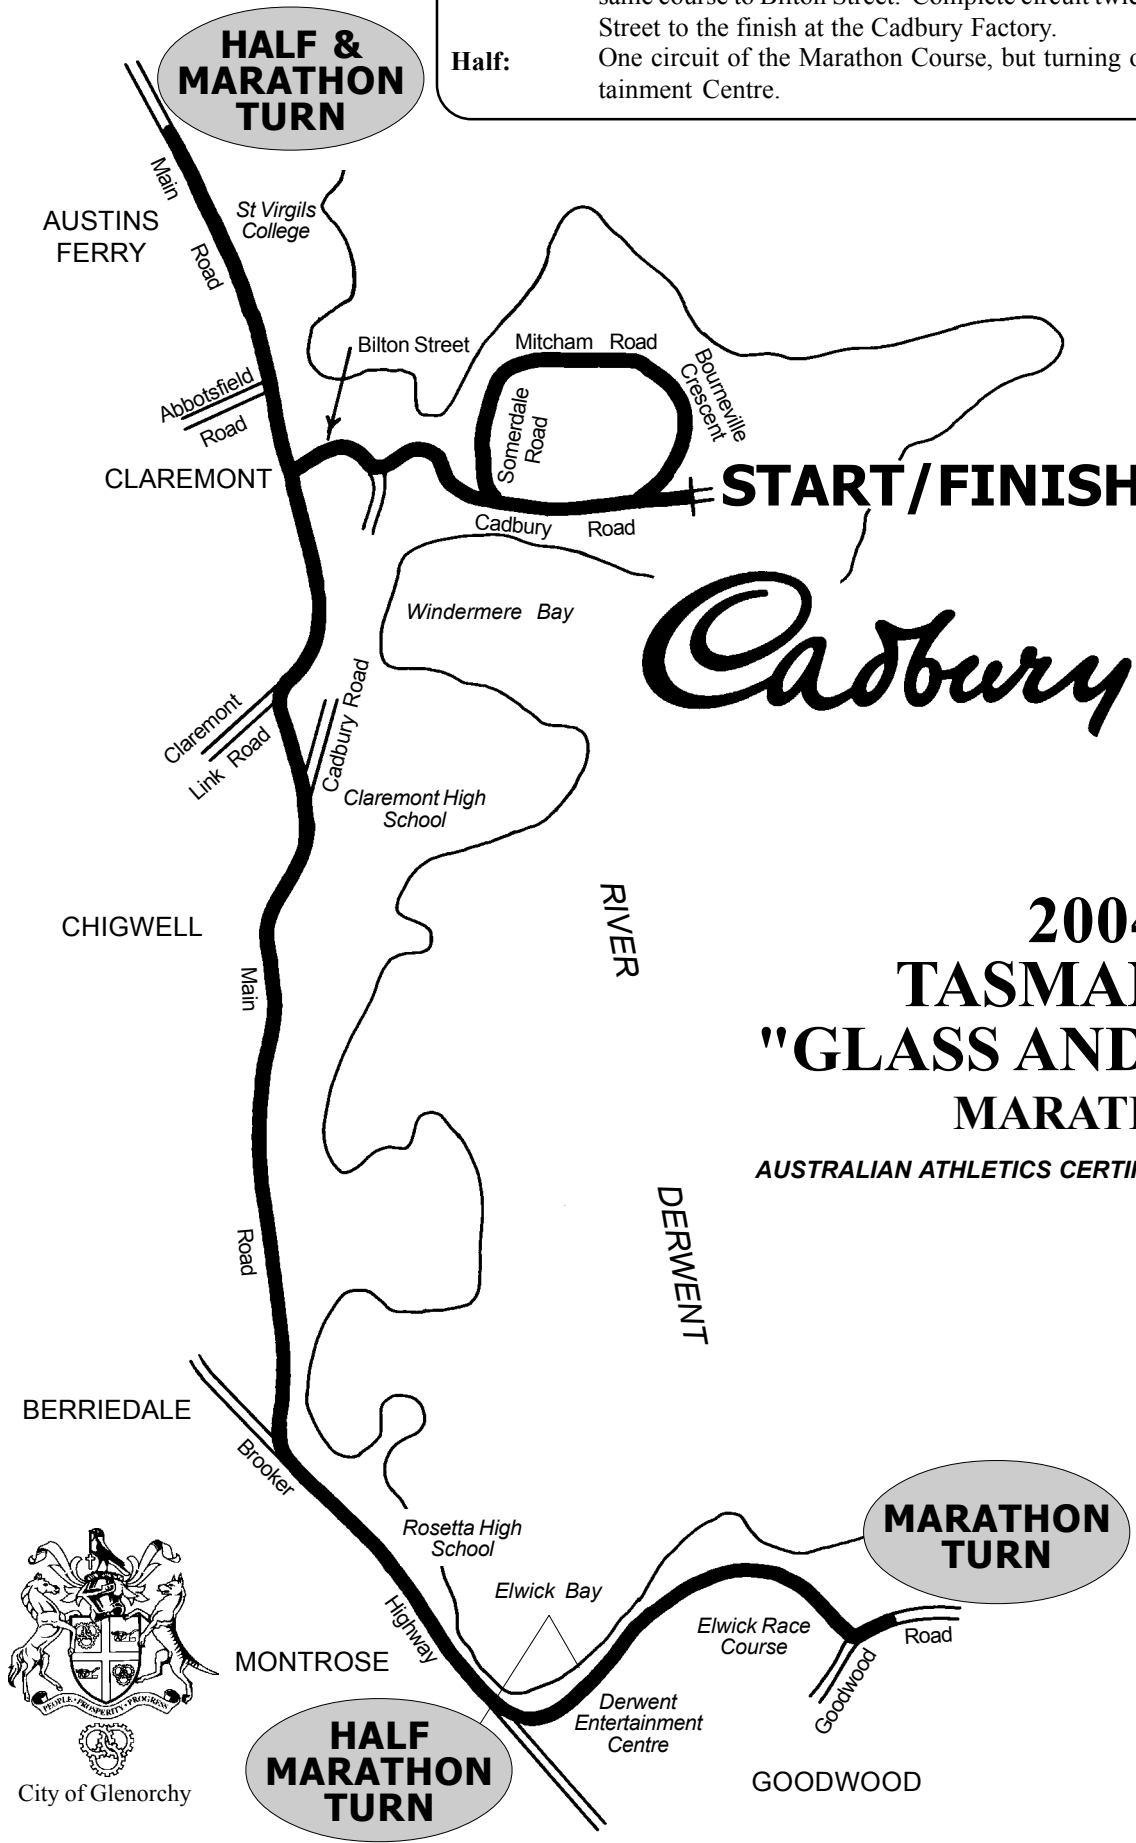 same course to Bilton Street. Complete circuit twic
Street to the finish at the Cadbury Factory.
Half: One circuit of the Marathon Course, but turning o
tainment Centre.
HALF &
MARATHON
TURN
Main
Road
AUSTINS
FERRY
St Virgils
College
Bilton Street
Mitcham Road
Bourneville
Crescent
Somerdale
Road
Abbotsfield
Road
CLAREMONT
START/FINISH
Cadbury Road
Windermere Bay
Cadbury
Claremont
Link Road
Cadbury Road
Claremont High
School
RIVER
DERWENT
CHIGWELL
Main
Road
200
TASMA
"GLASS AND
MARAT
AUSTRALIAN ATHLETICS CERTI
BERRIEDALE
Brooker
Highway
Rosetta High
School
MARATHON
TURN
Elwick Bay
Elwick Race
Course
Road
Goodwood
MONTROSE
Derwent
Entertainment
Centre
HALF
MARATHON
TURN
GOODWOOD
PEOPLE • PROSPERITY • PROGRESS
City of Glenorchy